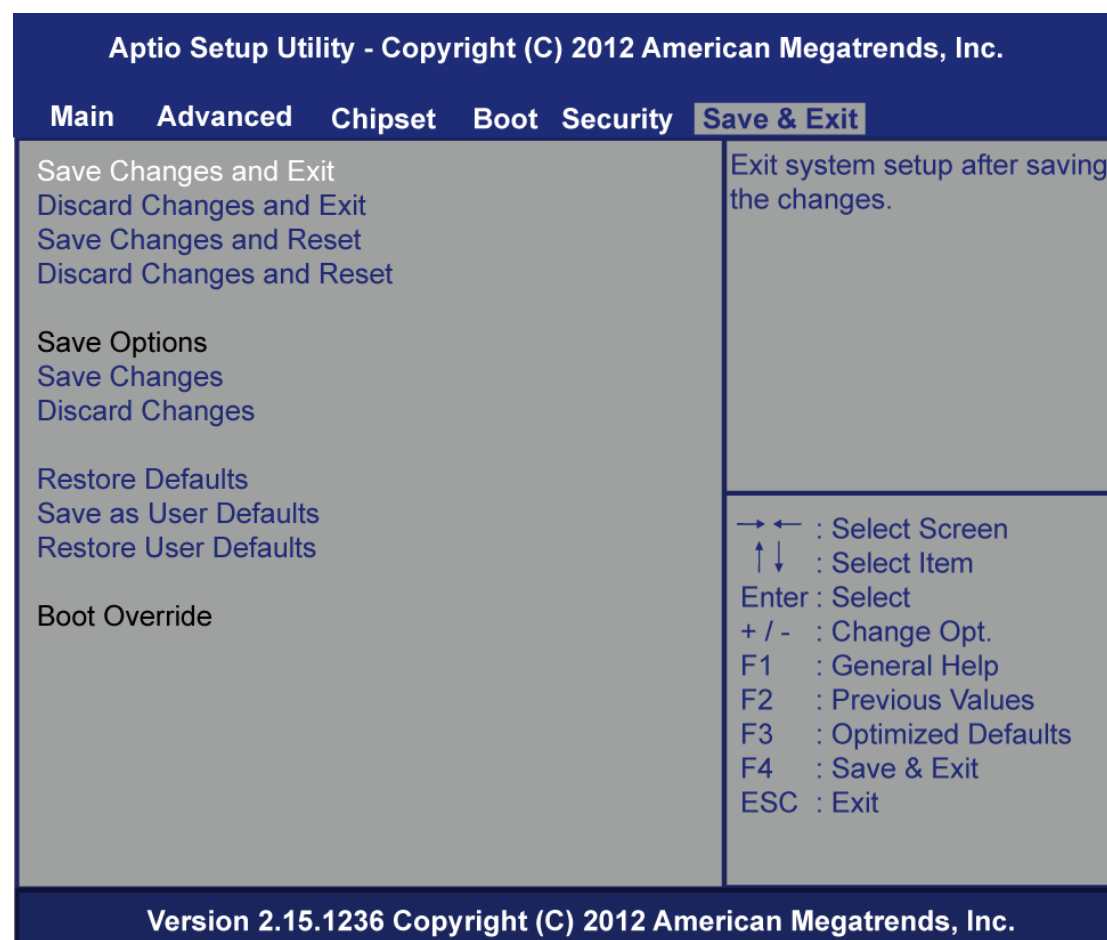 Aptio Setup Utility - Copyright (C) 2012 American Megatrends, Inc.
Main Advanced Chipset Boot Security Save & Exit
Save Changes and Exit
Discard Changes and Exit
Save Changes and Reset
Discard Changes and Reset
Save Options
Save Changes
Discard Changes
Restore Defaults
Save as User Defaults
Restore User Defaults
Boot Override
Exit system setup after saving
the changes.
→ ← : Select Screen
↑↓ : Select Item
Enter : Select
+ / - : Change Opt.
F1 : General Help
F2 : Previous Values
F3 : Optimized Defaults
F4 : Save & Exit
ESC : Exit
Version 2.15.1236 Copyright (C) 2012 American Megatrends, Inc.